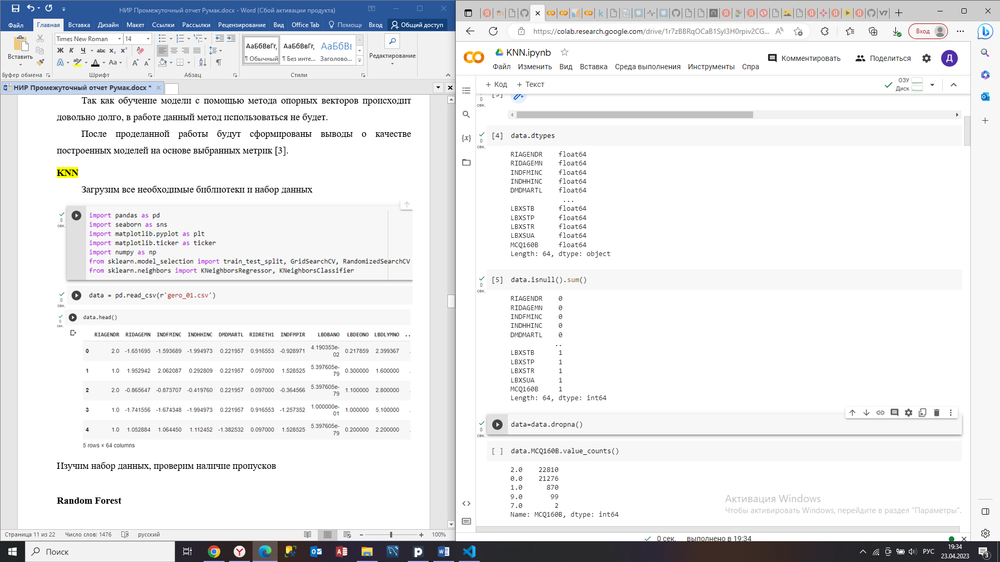 НИР Промежуточный отчет Румак.docx - Word (Сбой активации продукта)
Файл Главная Вставка Дизайн Макет Ссылки Рассылки Рецензирование Вид Office Tab Помощь Вход Общий доступ
Вставить
Times New Roman 14
Ж К Ч abc x₂ x²
Aa
АаБбВвГг, АаБбВвГг, АаБбВв
¶ Обычный ¶ Без инте... Заголово...
Редактирование
Буфер обмена Шрифт Абзац Стили
НИР Промежуточный отчет Румак.docx *
Так как обучение модели с помощью метода опорных векторов происходит
довольно долго, в работе данный метод использоваться не будет.
После проделанной работы будут сформированы выводы о качестве
построенных моделей на основе выбранных метрик [3].
KNN
Загрузим все необходимые библиотеки и набор данных
0 сек.
import pandas as pd
import seaborn as sns
import matplotlib.pyplot as plt
import matplotlib.ticker as ticker
import numpy as np
from sklearn.model_selection import train_test_split, GridSearchCV, RandomizedSearchCV
from sklearn.neighbors import KNeighborsRegressor, KNeighborsClassifier
0 сек.
data = pd.read_csv(r'gero_01.csv')
0 сек.
data.head()
RIAGENDR RIDAGEMN INDFMINC INDHHINC DMDMARTL RIDRETH1 INDFMPIR LBDBANO LBDEONO LBDLYMNO ..
0 2.0 -1.651695 -1.593689 -1.994973 0.221957 0.916553 -0.928971 4.190353e-02 0.217859 2.399367 .
1 1.0 1.952942 2.062087 0.292809 0.221957 0.097000 1.528525 5.397605e-79 0.300000 1.600000 .
2 2.0 -0.865647 -0.873707 -0.419760 0.221957 0.097000 -0.364566 5.397605e-79 1.100000 2.800000 .
3 1.0 -1.741556 -1.674348 -1.994973 0.221957 0.916553 -1.257352 1.000000e-01 1.000000 5.100000 .
4 1.0 1.052884 1.064450 1.112452 -1.382532 0.097000 1.528525 5.397605e-79 0.200000 2.200000 .
5 rows × 64 columns
Изучим набор данных, проверим наличие пропусков
Random Forest
Страница 11 из 22 Число слов: 1476 русский 100%
https://colab.research.google.com/drive/1r7zBBRqOCaB1SyI3H0rpiv2CG... Вход
KNN.ipynb
Комментировать Поделиться Д
Файл Изменить Вид Вставка Среда выполнения Инструменты Спра
+ Код + Текст
ОЗУ
Диск
0 сек.
[3]
0 сек.
[4] data.dtypes
RIAGENDR float64
RIDAGEMN float64
INDFMINC float64
INDHHINC float64
DMDMARTL float64
...
LBXSTB float64
LBXSTP float64
LBXSTR float64
LBXSUA float64
MCQ160B float64
Length: 64, dtype: object
0 сек.
[5] data.isnull().sum()
RIAGENDR 0
RIDAGEMN 0
INDFMINC 0
INDHHINC 0
DMDMARTL 0
..
LBXSTB 1
LBXSTP 1
LBXSTR 1
LBXSUA 1
MCQ160B 1
Length: 64, dtype: int64
0 сек.
data=data.dropna()
[ ] data.MCQ160B.value_counts()
2.0 22810
0.0 21276
1.0 870
9.0 99
7.0 2
Name: MCQ160B, dtype: int64
Активация Windows
Чтобы активировать Windows, перейдите в раздел "Параметры".
0 сек. выполнено в 19:34
Поиск
РУС
19:34
23.04.2023
3